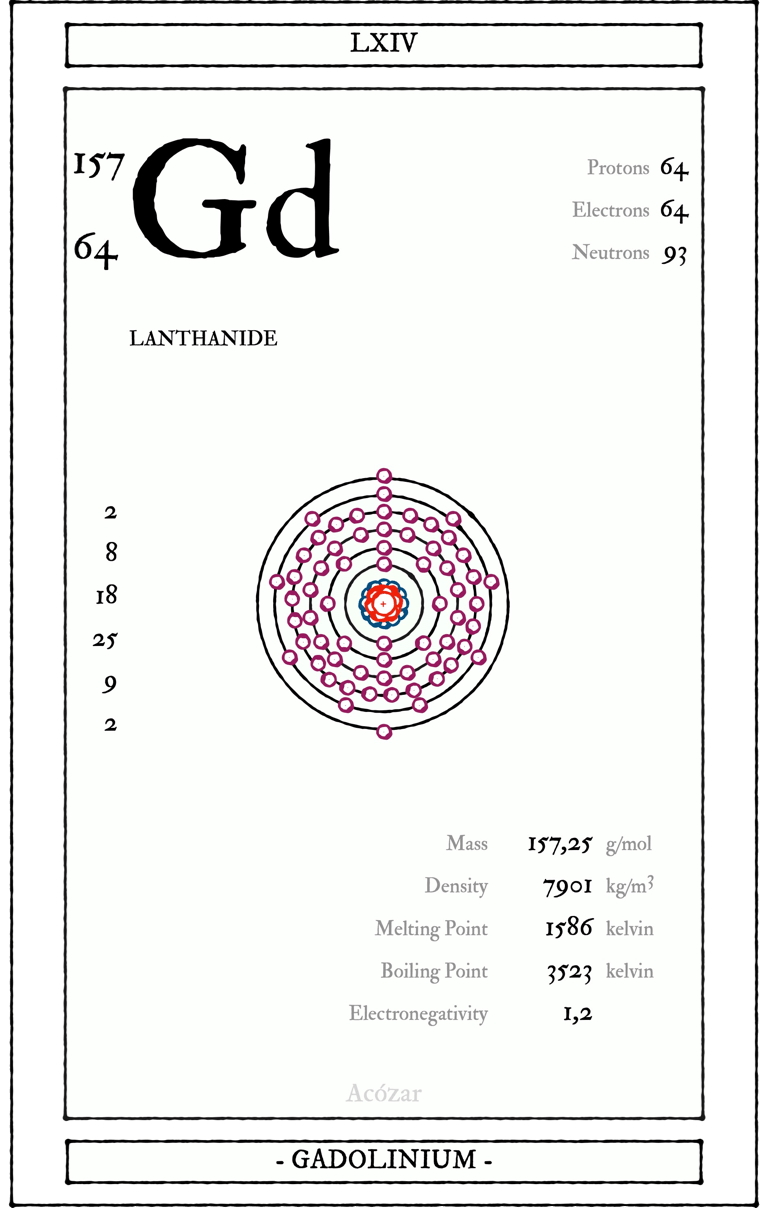 LXIV
157
Gd
64
Protons 64
Electrons 64
Neutrons 93
LANTHANIDE
2
8
18
25
9
2
Mass 157,25 g/mol
Density 7901 kg/m³
Melting Point 1586 kelvin
Boiling Point 3523 kelvin
Electronegativity 1,2
Acózar
- GADOLINIUM -